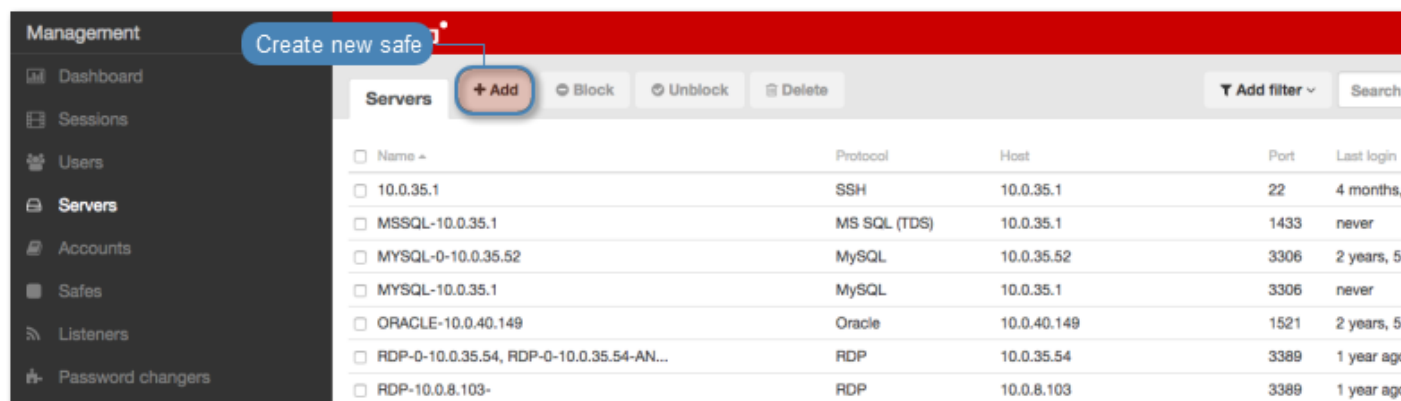 Management
Create new safe
Dashboard
Sessions
Users
Servers
Accounts
Safes
Listeners
Password changers
Servers
+ Add
Block
Unblock
Delete
Add filter
Search
Name Protocol Host Port Last login
10.0.35.1 SSH 10.0.35.1 22 4 months,
MSSQL-10.0.35.1 MS SQL (TDS) 10.0.35.1 1433 never
MYSQL-0-10.0.35.52 MySQL 10.0.35.52 3306 2 years, 5
MYSQL-10.0.35.1 MySQL 10.0.35.1 3306 never
ORACLE-10.0.40.149 Oracle 10.0.40.149 1521 2 years, 5
RDP-0-10.0.35.54, RDP-0-10.0.35.54-AN... RDP 10.0.35.54 3389 1 year ago
RDP-10.0.8.103- RDP 10.0.8.103 3389 1 year ago